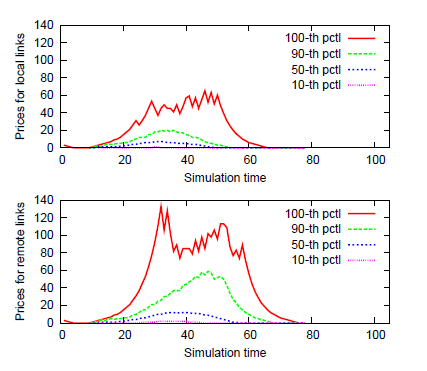 140
120
100
80
60
40
20
0
Prices for local links
100-th pctl
90-th pctl
50-th pctl
10-th pctl
0 20 40 60 80 100
Simulation time
140
120
100
80
60
40
20
0
Prices for remote links
100-th pctl
90-th pctl
50-th pctl
10-th pctl
0 20 40 60 80 100
Simulation time